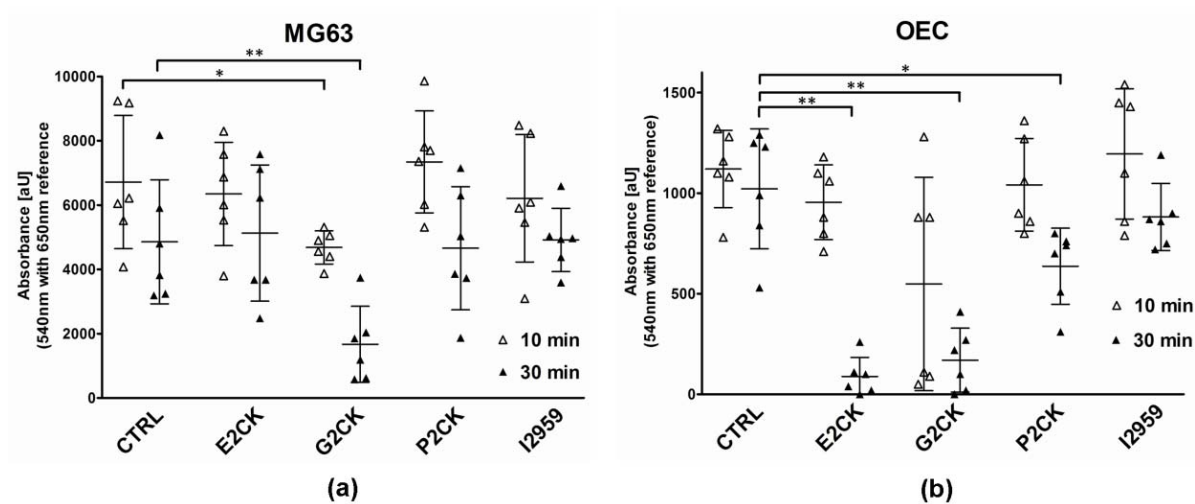 MG63
**
*
10000
8000
6000
4000
2000
0
Absorbance [aU]
(540nm with 650nm reference)
10 min
30 min
CTRL
E2CK
G2CK
P2CK
I2959
(a)
OEC
*
**
**
1500
1000
500
0
Absorbance [aU]
(540nm with 650nm reference)
10 min
30 min
CTRL
E2CK
G2CK
P2CK
I2959
(b)